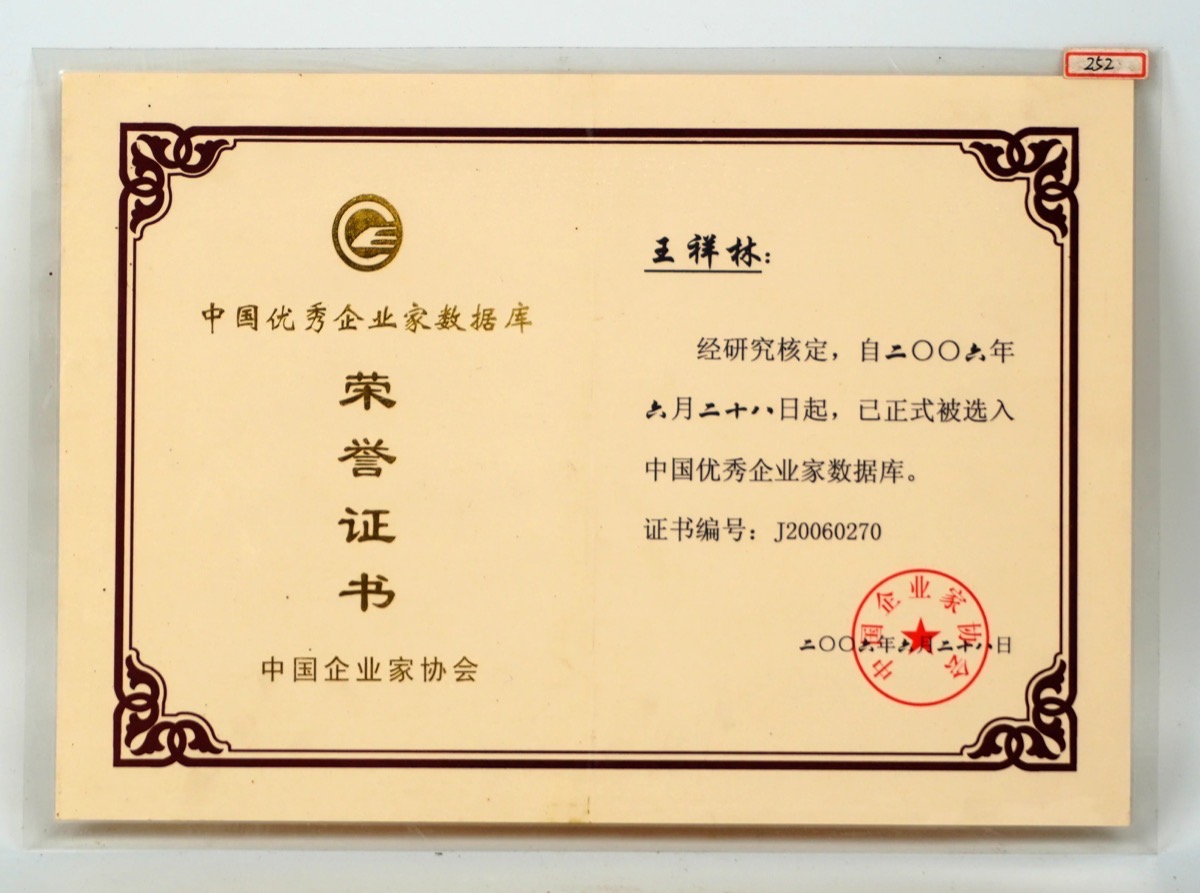 252
中国优秀企业家数据库
荣
誉
证
书
中国企业家协会
王祥林：
经研究核定，自二〇〇六年
六月二十八日起，已正式被选入
中国优秀企业家数据库。
证书编号：J20060270
中国企业家协会
二〇〇六年六月二十八日